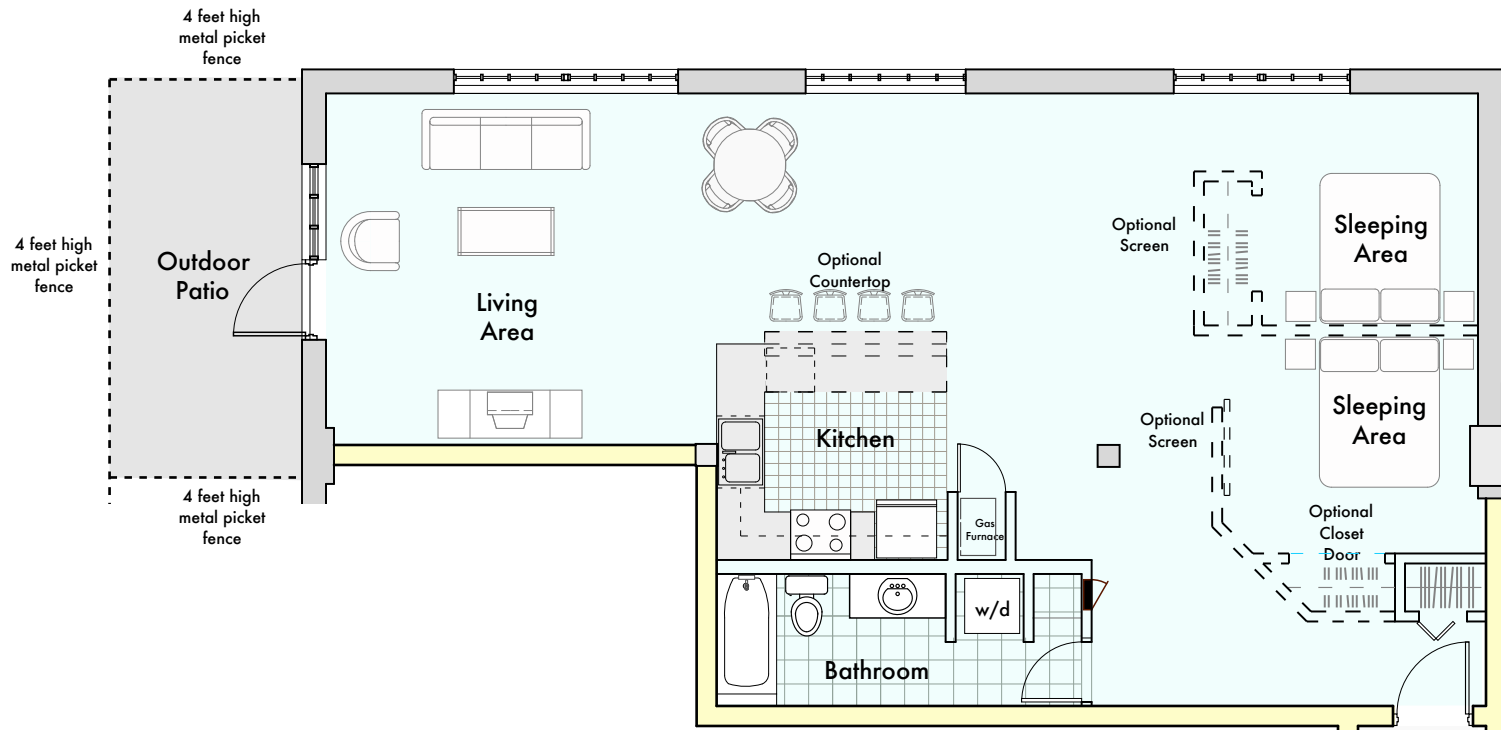 4 feet high
metal picket
fence
4 feet high
metal picket
fence
Outdoor
Patio
4 feet high
metal picket
fence
Living
Area
Optional
Countertop
Kitchen
Gas
Furnace
w/d
Bathroom
Optional
Screen
Sleeping
Area
Optional
Screen
Sleeping
Area
Optional
Closet
Door